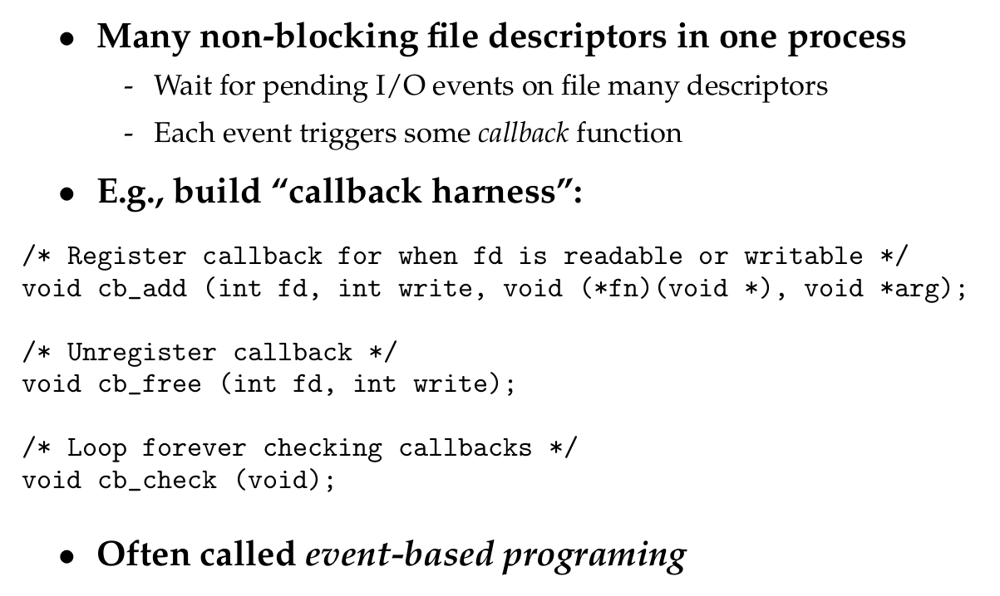 • Many non-blocking file descriptors in one process
- Wait for pending I/O events on file many descriptors
- Each event triggers some callback function
• E.g., build “callback harness”:
/* Register callback for when fd is readable or writable */
void cb_add (int fd, int write, void (*fn)(void *), void *arg);
/* Unregister callback */
void cb_free (int fd, int write);
/* Loop forever checking callbacks */
void cb_check (void);
• Often called event-based programing